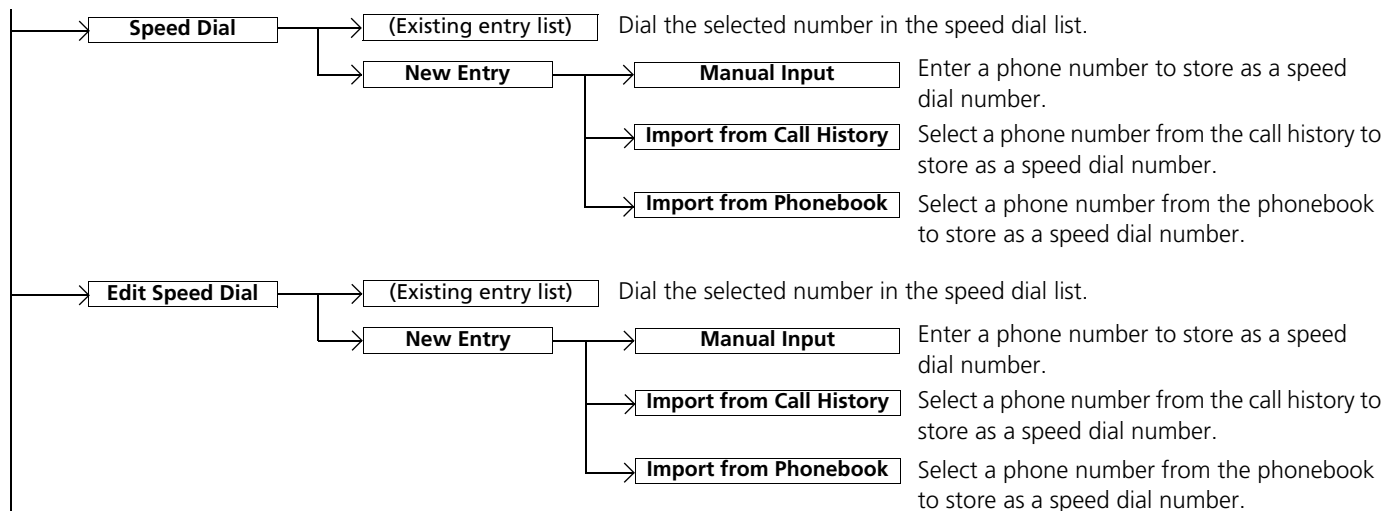 Speed Dial (Existing entry list) Dial the selected number in the speed dial list.
New Entry Manual Input Enter a phone number to store as a speed
dial number.
Import from Call History Select a phone number from the call history to
store as a speed dial number.
Import from Phonebook Select a phone number from the phonebook
to store as a speed dial number.
Edit Speed Dial (Existing entry list) Dial the selected number in the speed dial list.
New Entry Manual Input Enter a phone number to store as a speed
dial number.
Import from Call History Select a phone number from the call history to
store as a speed dial number.
Import from Phonebook Select a phone number from the phonebook
to store as a speed dial number.